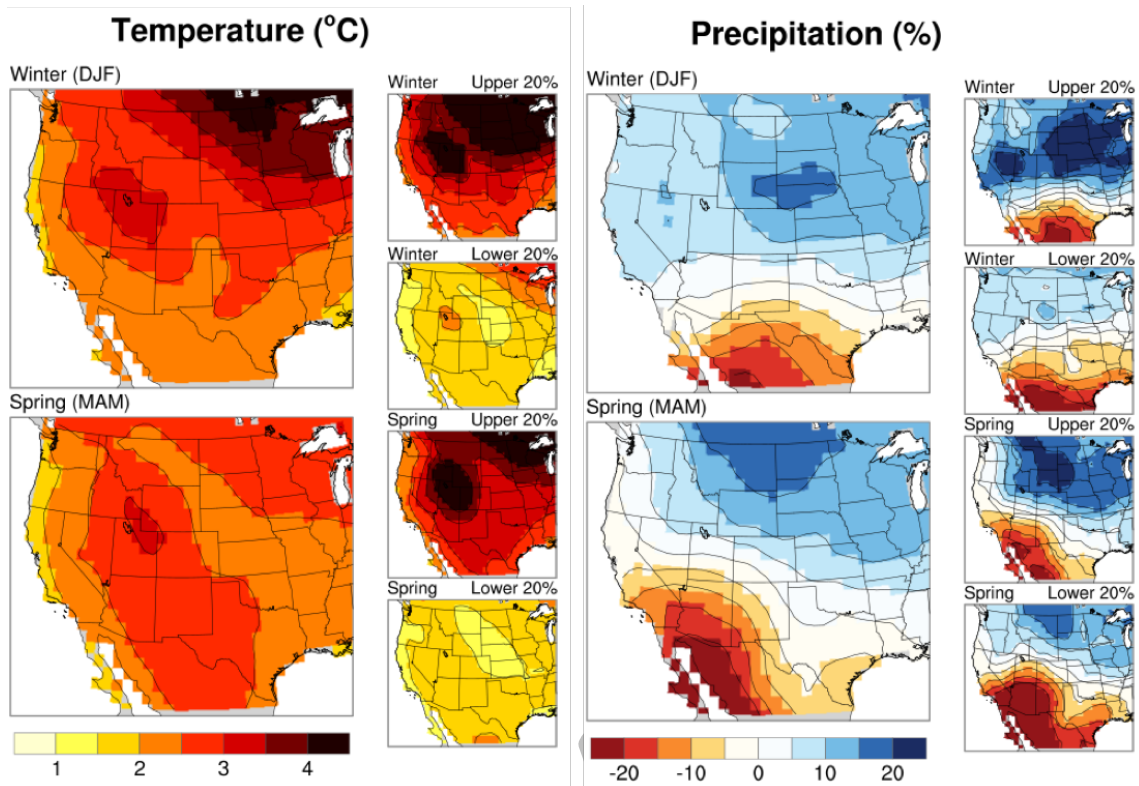 Temperature (°C)
Winter (DJF)
Winter Upper 20%
Winter Lower 20%
Spring (MAM)
Spring Upper 20%
Spring Lower 20%
1 2 3 4
Precipitation (%)
Winter (DJF)
Winter Upper 20%
Winter Lower 20%
Spring (MAM)
Spring Upper 20%
Spring Lower 20%
-20 -10 0 10 20